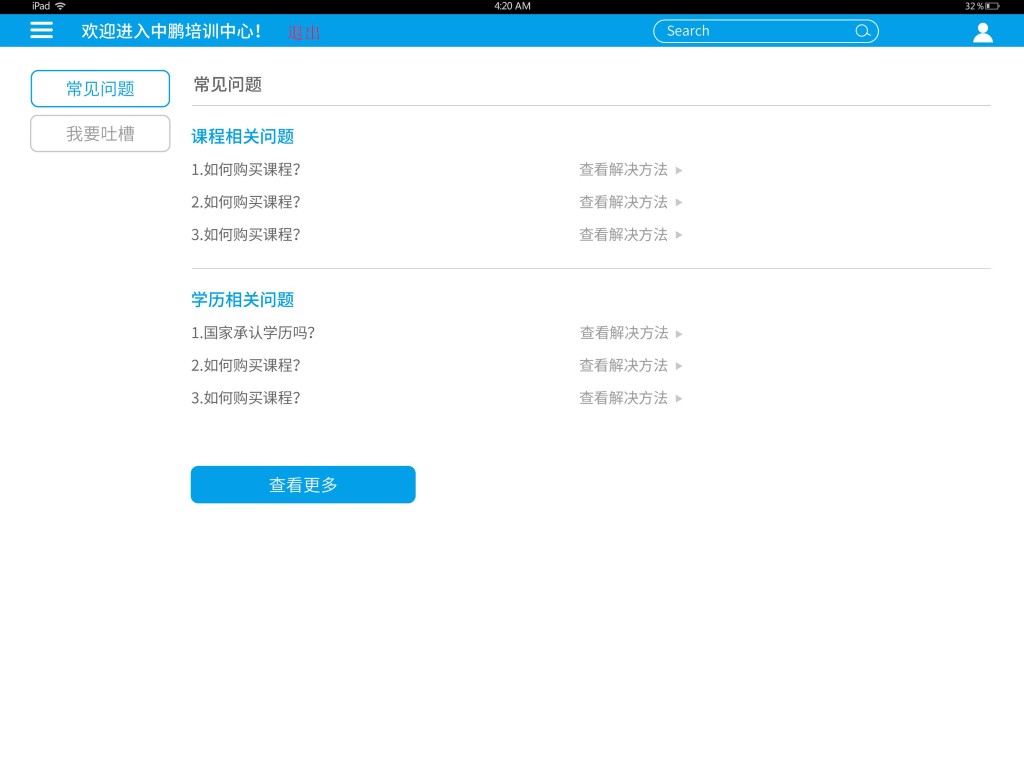 iPad 4:20 AM 32%
欢迎进入中鹏培训中心！ 退出 Search
常见问题
我要吐槽
常见问题
课程相关问题
1.如何购买课程? 查看解决方法
2.如何购买课程? 查看解决方法
3.如何购买课程? 查看解决方法
学历相关问题
1.国家承认学历吗? 查看解决方法
2.如何购买课程? 查看解决方法
3.如何购买课程? 查看解决方法
查看更多